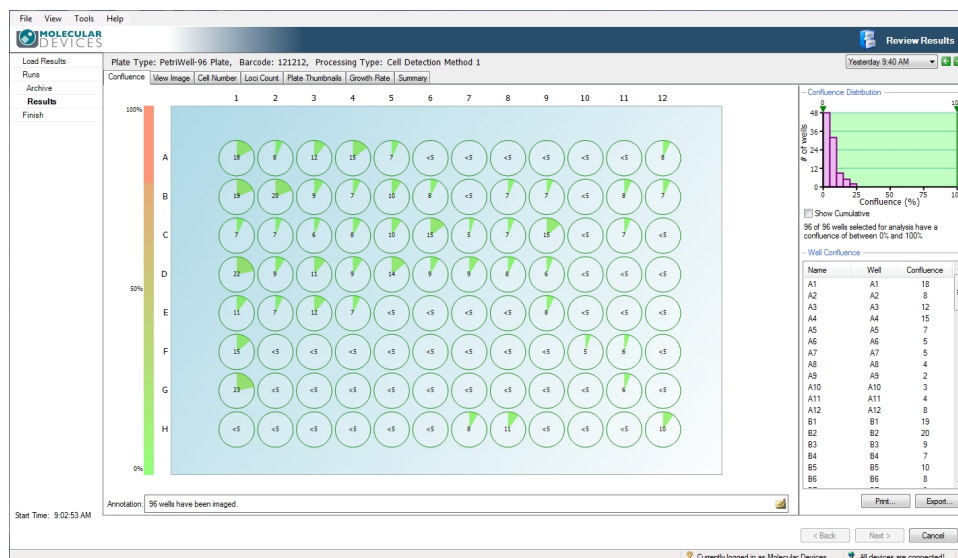 File View Tools Help
MOLECULAR
DEVICES
Review Results
Load Results
Runs
Archive
Results
Finish
Start Time: 9:02:53 AM
Plate Type: PetriWell-96 Plate, Barcode: 121212, Processing Type: Cell Detection Method 1
Yesterday 9:40 AM
Confluence View Image Cell Number Loci Count Plate Thumbnails Growth Rate Summary
1 2 3 4 5 6 7 8 9 10 11 12
100%
50%
0%
A 18 8 12 15 7 <5 <5 <5 <5 <5 <5 8
B 19 20 9 7 10 8 <5 7 7 <5 8 7
C 7 7 6 8 10 15 5 7 15 <5 7 <5
D 22 9 11 9 14 9 9 8 6 <5 <5 <5
E 11 7 12 7 <5 <5 <5 <5 8 <5 <5 <5
F 15 <5 <5 <5 <5 <5 <5 <5 <5 5 6 <5
G 23 <5 <5 <5 <5 <5 <5 <5 <5 <5 6 <5
H <5 <5 <5 <5 <5 <5 8 11 <5 <5 <5 10
Annotation: 96 wells have been imaged.
Confluence Distribution
0
48
36
24
12
0
# of wells
0 25 50 75
Confluence (%)
Show Cumulative
96 of 96 wells selected for analysis have a
confluence of between 0% and 100%
Well Confluence
Name Well Confluence
A1 A1 18
A2 A2 8
A3 A3 12
A4 A4 15
A5 A5 7
A6 A6 5
A7 A7 5
A8 A8 4
A9 A9 2
A10 A10 3
A11 A11 4
A12 A12 8
B1 B1 19
B2 B2 20
B3 B3 9
B4 B4 7
B5 B5 10
B6 B6 8
Print... Export...
< Back Next > Cancel
Currently logged in as Molecular Devices All devices are connected!